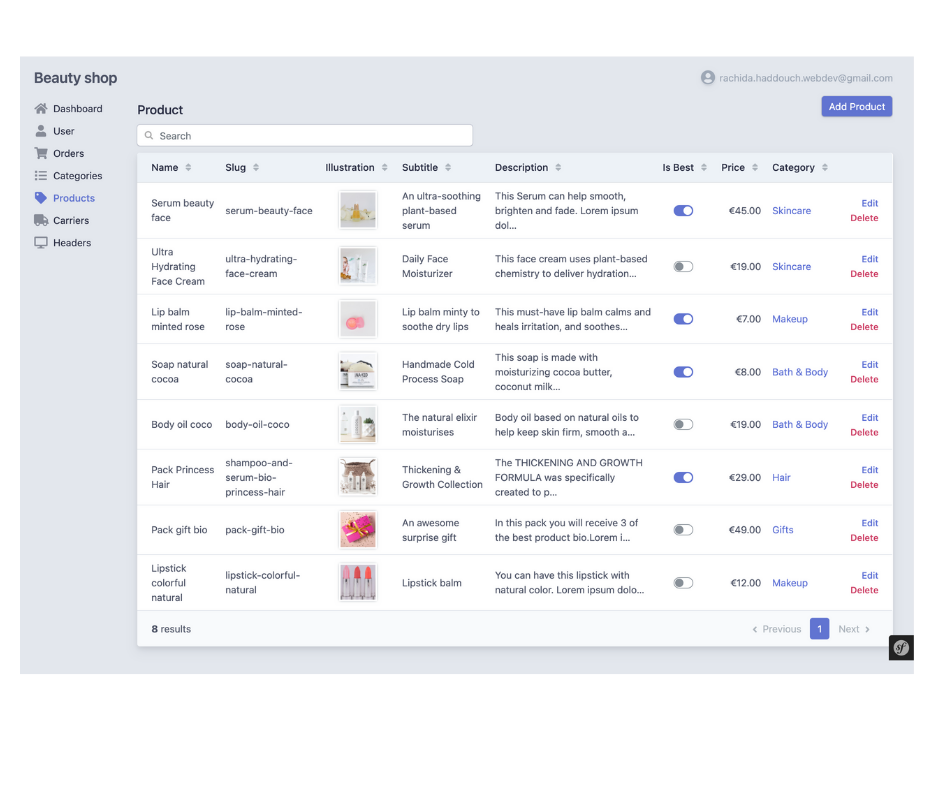 Beauty shop
rachida.haddouch.webdev@gmail.com
Dashboard
User
Orders
Categories
Products
Carriers
Headers
Product
Add Product
Search
Name Slug Illustration Subtitle Description Is Best Price Category
Serum beauty
face
serum-beauty-face
An ultra-soothing
plant-based
serum
This Serum can help smooth,
brighten and fade. Lorem ipsum
dol...
€45.00
Skincare
Edit
Delete
Ultra
Hydrating
Face Cream
ultra-hydrating-
face-cream
Daily Face
Moisturizer
This face cream uses plant-based
chemistry to deliver hydration...
€19.00
Skincare
Edit
Delete
Lip balm
minted rose
lip-balm-minted-
rose
Lip balm minty to
soothe dry lips
This must-have lip balm calms and
heals irritation, and soothes...
€7.00
Makeup
Edit
Delete
Soap natural
cocoa
soap-natural-
cocoa
Handmade Cold
Process Soap
This soap is made with
moisturizing cocoa butter,
coconut milk...
€8.00
Bath & Body
Edit
Delete
Body oil coco
body-oil-coco
The natural elixir
moisturises
Body oil based on natural oils to
help keep skin firm, smooth a...
€19.00
Bath & Body
Edit
Delete
Pack Princess
Hair
shampoo-and-
serum-bio-
princess-hair
Thickening &
Growth Collection
The THICKENING AND GROWTH
FORMULA was specifically
created to p...
€29.00
Hair
Edit
Delete
Pack gift bio
pack-gift-bio
An awesome
surprise gift
In this pack you will receive 3 of
the best product bio.Lorem i...
€49.00
Gifts
Edit
Delete
Lipstick
colorful
natural
lipstick-colorful-
natural
Lipstick balm
You can have this lipstick with
natural color. Lorem ipsum dolo...
€12.00
Makeup
Edit
Delete
8 results
Previous 1 Next
sf